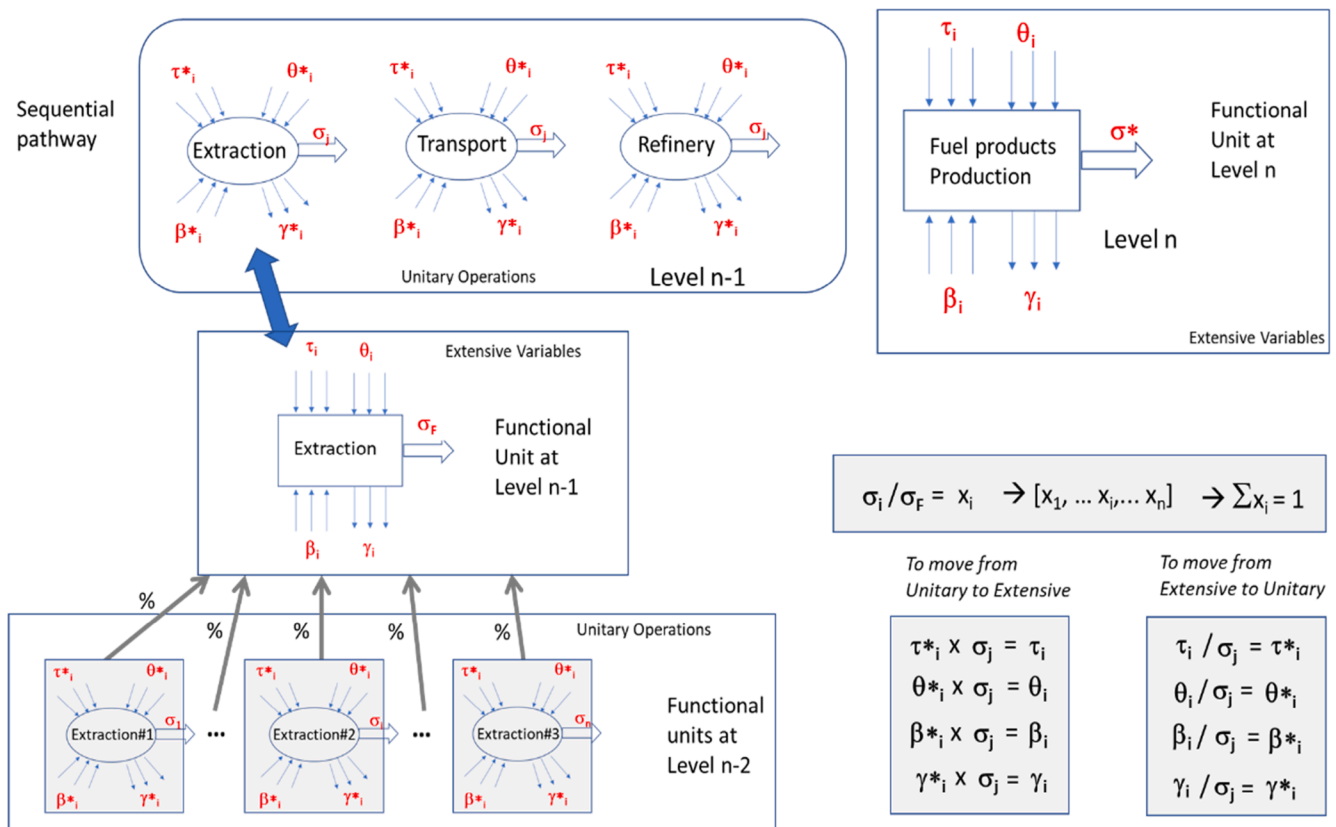 Sequential
pathway
τ*i θ*i
Extraction
σj
β*i γ*i
τ*i θ*i
Transport
σj
β*i γ*i
τ*i θ*i
Refinery
σj
β*i γ*i
Unitary Operations
Level n-1
τi θi
Fuel products
Production
σ*
Functional
Unit at
Level n
Level n
βi γi
Extensive Variables
Extensive Variables
τi θi
Extraction
σF
βi γi
Functional
Unit at
Level n-1
% % % % %
Unitary Operations
τ*i θ*i
Extraction#1
σ1
β*i γ*i
...
τ*i θ*i
Extraction#2
σi
β*i γ*i
...
τ*i θ*i
Extraction#3
σn
β*i γ*i
Functional
units at
Level n-2
σi /σF = xi → [x1, ... xi,... xn] → ∑xi = 1
To move from
Unitary to Extensive
τ*i x σj = τi
θ*i x σj = θi
β*i x σj = βi
γ*i x σj = γi
To move from
Extensive to Unitary
τi / σj = τ*i
θi / σj = θ*i
βi / σj = β*i
γi / σj = γ*i